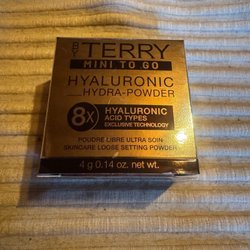 BY TERRY
MINI TO GO
HYALURONIC
HYDRA-POWDER
8X
HYALURONIC
ACID TYPES
EXCLUSIVE TECHNOLOGY
POUDRE LIBRE ULTRA SOIN
SKINCARE LOOSE SETTING POWDER
4 g 0.14 oz. net wt.